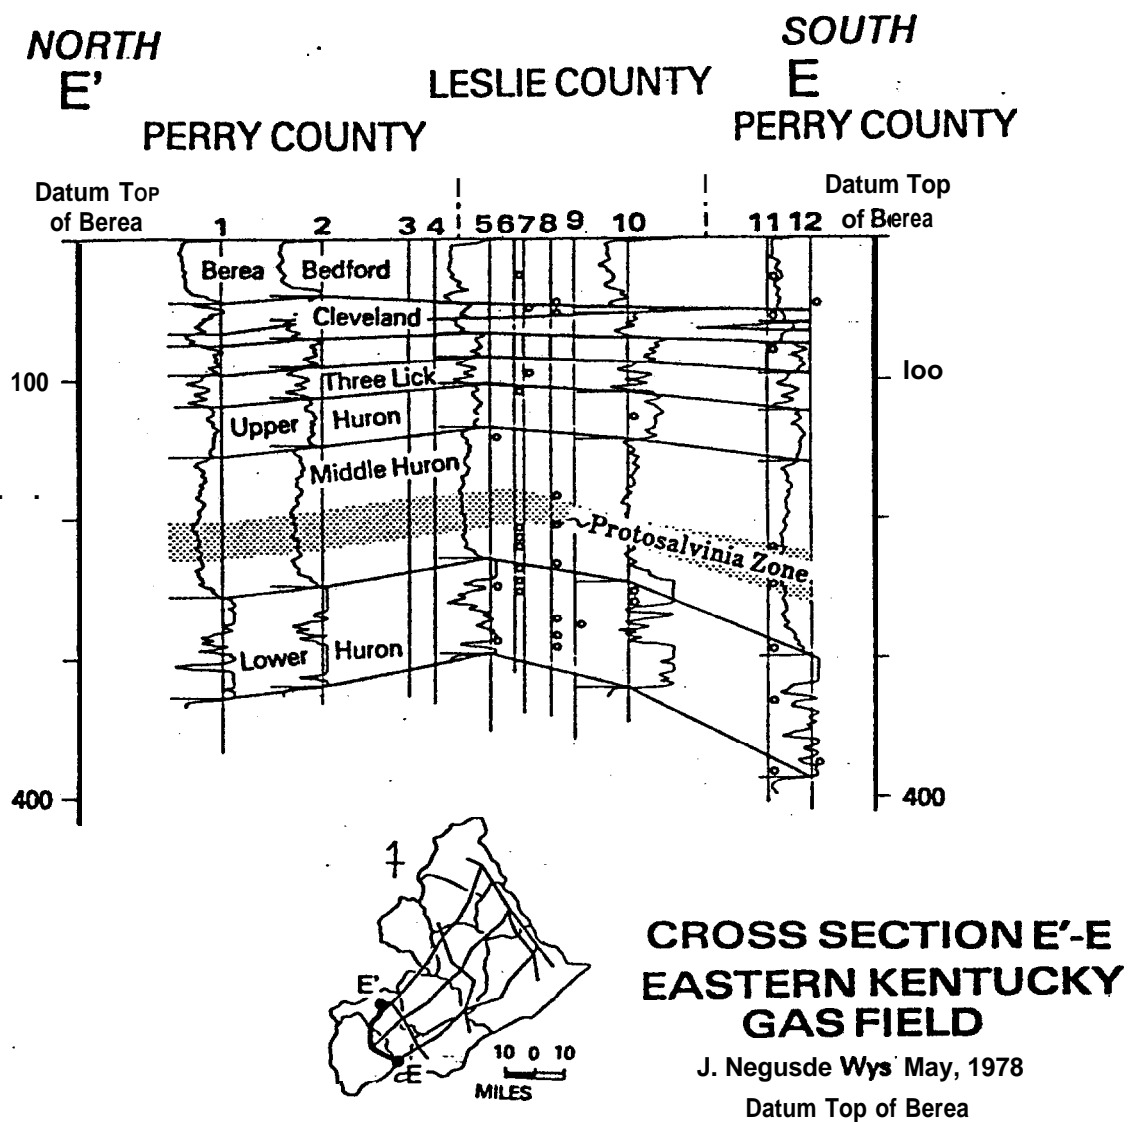 NORTH
E'
SOUTH
E
LESLIE COUNTY
PERRY COUNTY
PERRY COUNTY
Datum Top
of Berea
Datum Top
of Berea
1 2 3 4 5 6 7 8 9 10 11 12
Berea Bedford
Cleveland
Three Lick
Upper Huron
Middle Huron
~Protosalvinia Zone
Lower Huron
100
400
100
400
1
E'
E
10 0 10
MILES
CROSS SECTION E'-E
EASTERN KENTUCKY
GAS FIELD
J. Negusde Wys May, 1978
Datum Top of Berea